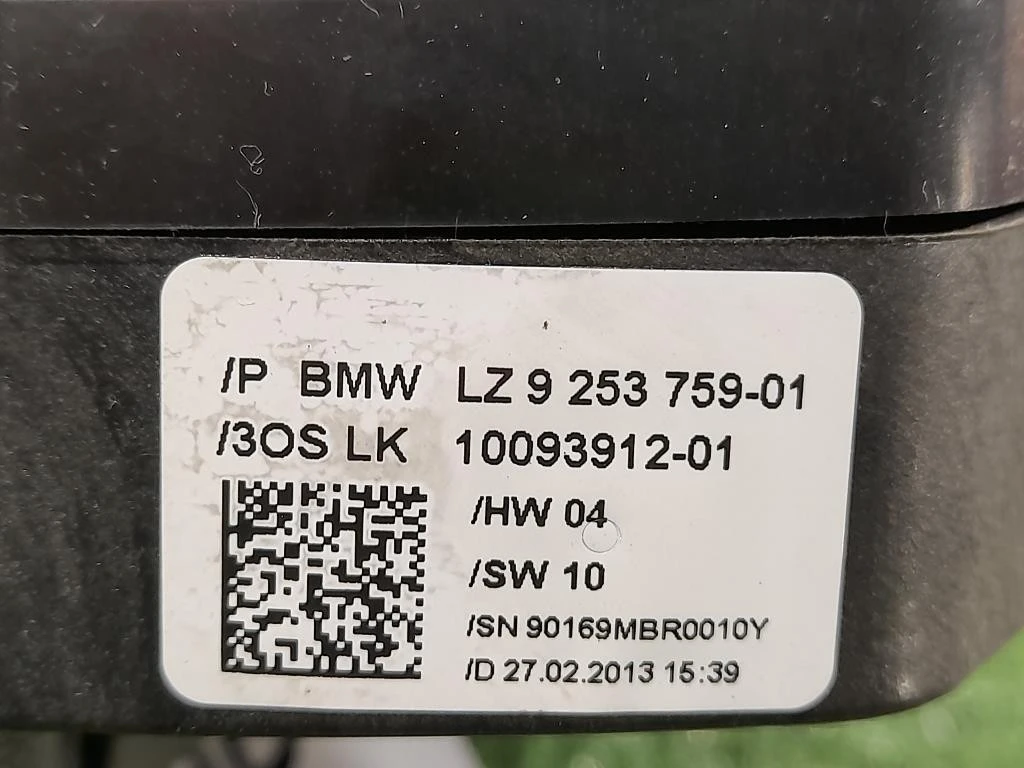 /P BMW LZ 9 253 759-01
/3OS LK 10093912-01
/HW 04
/SW 10
/SN 90169MBR0010Y
/D 27.02.2013 15:39